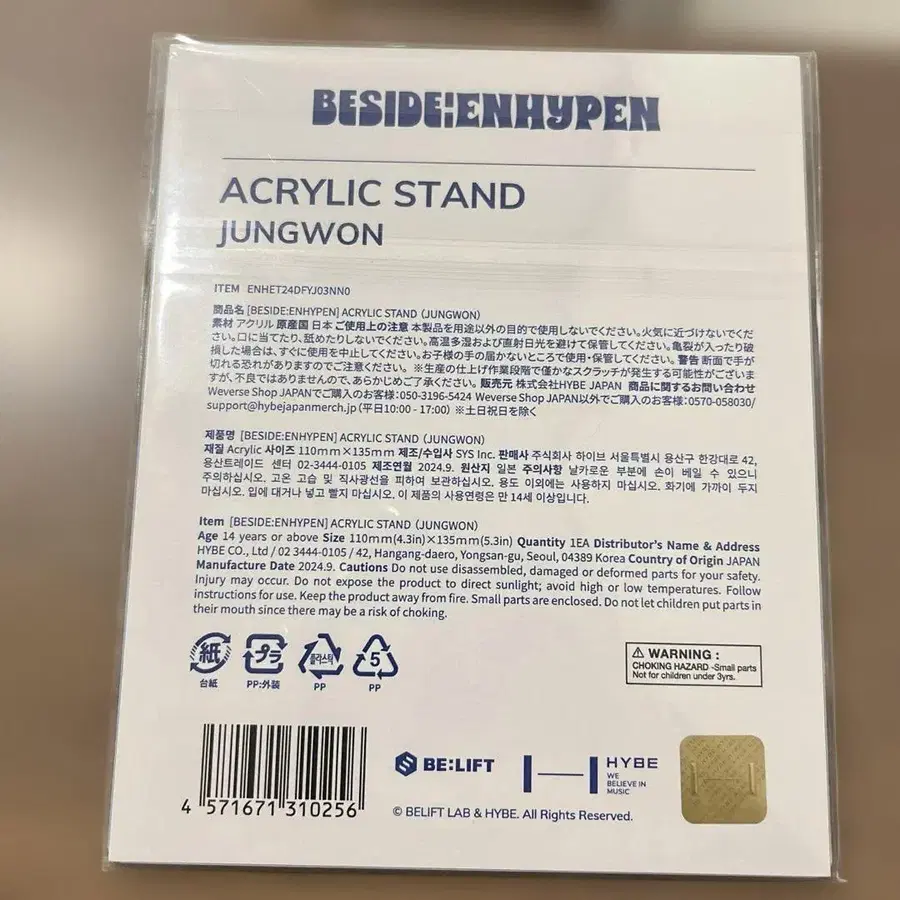 BESIDE:ENHYPEN
ACRYLIC STAND
JUNGWON
ITEM ENHET24DFYJ03NN0
商品名 [BESIDE:ENHYPEN] ACRYLIC STAND (JUNGWON)
素材 アクリル 原産国 日本 ご使用上の注意 本製品を用途以外の目的で使用しないでください。火気に近づけないでくだ
さい。口に当てたり、舐めたりしないでください。高温多湿および直射日光を避けて保管してください。亀裂が入ったり破
損した場合は、すぐに使用を中止してください。お子様の手の届かないところで使用・保管してください。警告 断面で手が
切れる恐れがありますのでご注意ください。 ※生産の仕上げ作業段階で僅かなスクラッチが発生する可能性がございま
すが、不良ではありませんので、あらかじめご了承ください。販売元 株式会社HYBE JAPAN 商品に関するお問い合わせ
Weverse Shop JAPANでご購入のお客様：050-3196-5424 Weverse Shop JAPAN以外でご購入のお客様：0570-058030/
support@hybejapanmerch.jp (平日10:00 - 17:00) ※土日祝日を除く
제품명 [BESIDE:ENHYPEN] ACRYLIC STAND (JUNGWON)
재질 Acrylic 사이즈 110mm×135mm 제조/수입사 SYS Inc. 판매사 주식회사 하이브 서울특별시 용산구 한강대로 42,
용산트레이드 센터 02-3444-0105 제조연월 2024.9. 원산지 일본 주의사항 날카로운 부분에 손이 베일 수 있으니
주의하십시오. 고온 고습 및 직사광선을 피하여 보관하십시오. 용도 이외에는 사용하지 마십시오. 화기에 가까이 두지
마십시오. 입에 대거나 넣고 빨지 마십시오. 이 제품의 사용연령은 만 14세 이상입니다.
Item [BESIDE:ENHYPEN] ACRYLIC STAND (JUNGWON)
Age 14 years or above Size 110mm(4.3in)×135mm(5.3in) Quantity 1EA Distributor's Name & Address
HYBE CO., Ltd / 02 3444-0105 / 42, Hangang-daero, Yongsan-gu, Seoul, 04389 Korea Country of Origin JAPAN
Manufacture Date 2024.9. Cautions Do not use disassembled, damaged or deformed parts for your safety.
Injury may occur. Do not expose the product to direct sunlight; avoid high or low temperatures. Follow
instructions for use. Keep the product away from fire. Small parts are enclosed. Do not let children put parts in
their mouth since there may be a risk of choking.
紙 プラ 플라스틱 5
台紙 PP:外装 PP PP
WARNING :
CHOKING HAZARD -Small parts
Not for children under 3yrs.
4 571671 310256
BE:LIFT
HYBE
WE
BELIEVE IN
MUSIC
© BELIFT LAB & HYBE. All Rights Reserved.